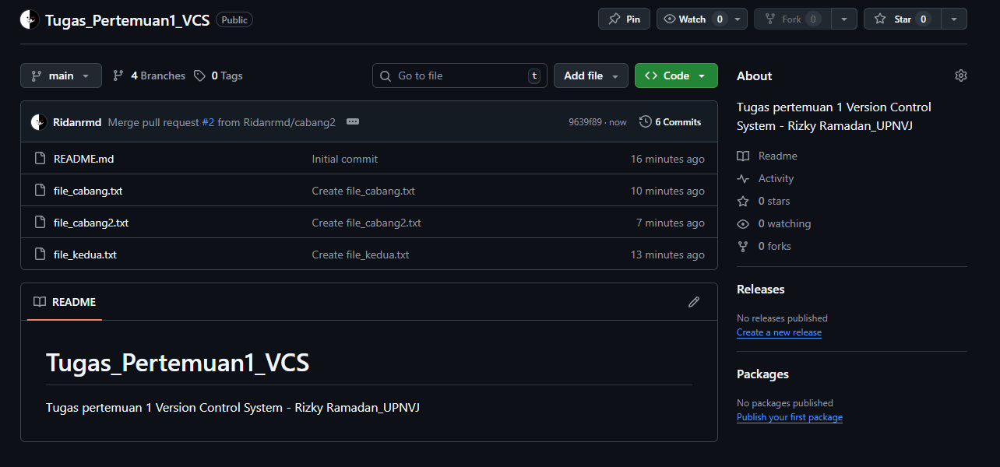 Tugas_Pertemuan1_VCS Public Pin Watch 0 Fork 0 Star 0
main 4 Branches 0 Tags Go to file t Add file Code
Ridanrmd Merge pull request #2 from Ridanrmd/cabang2 9639f89 · now 6 Commits
README.md Initial commit 16 minutes ago
file_cabang.txt Create file_cabang.txt 10 minutes ago
file_cabang2.txt Create file_cabang2.txt 7 minutes ago
file_kedua.txt Create file_kedua.txt 13 minutes ago
README
Tugas_Pertemuan1_VCS
Tugas pertemuan 1 Version Control System - Rizky Ramadan_UPNVJ
About
Tugas pertemuan 1 Version Control
System - Rizky Ramadan_UPNVJ
Readme
Activity
0 stars
0 watching
0 forks
Releases
No releases published
Create a new release
Packages
No packages published
Publish your first package